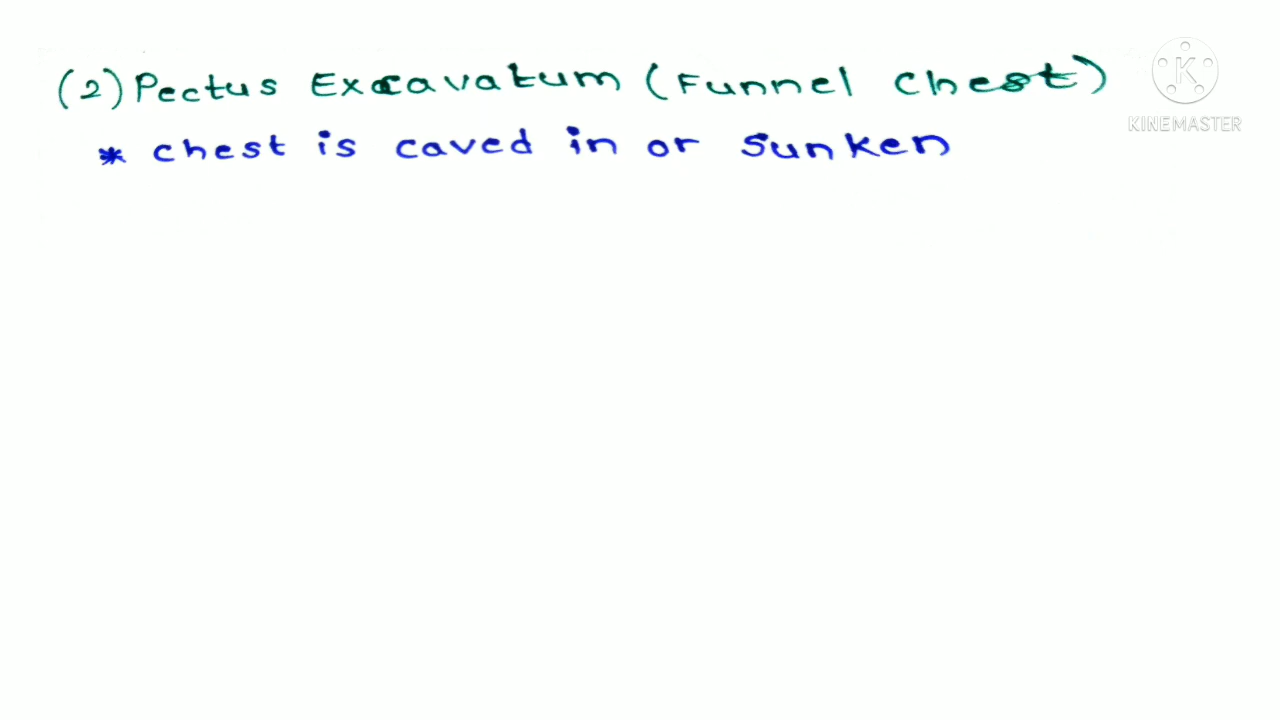 (2) Pectus Excavatum (Funnel Chest)
* chest is caved in or sunken
K
KINEMASTER